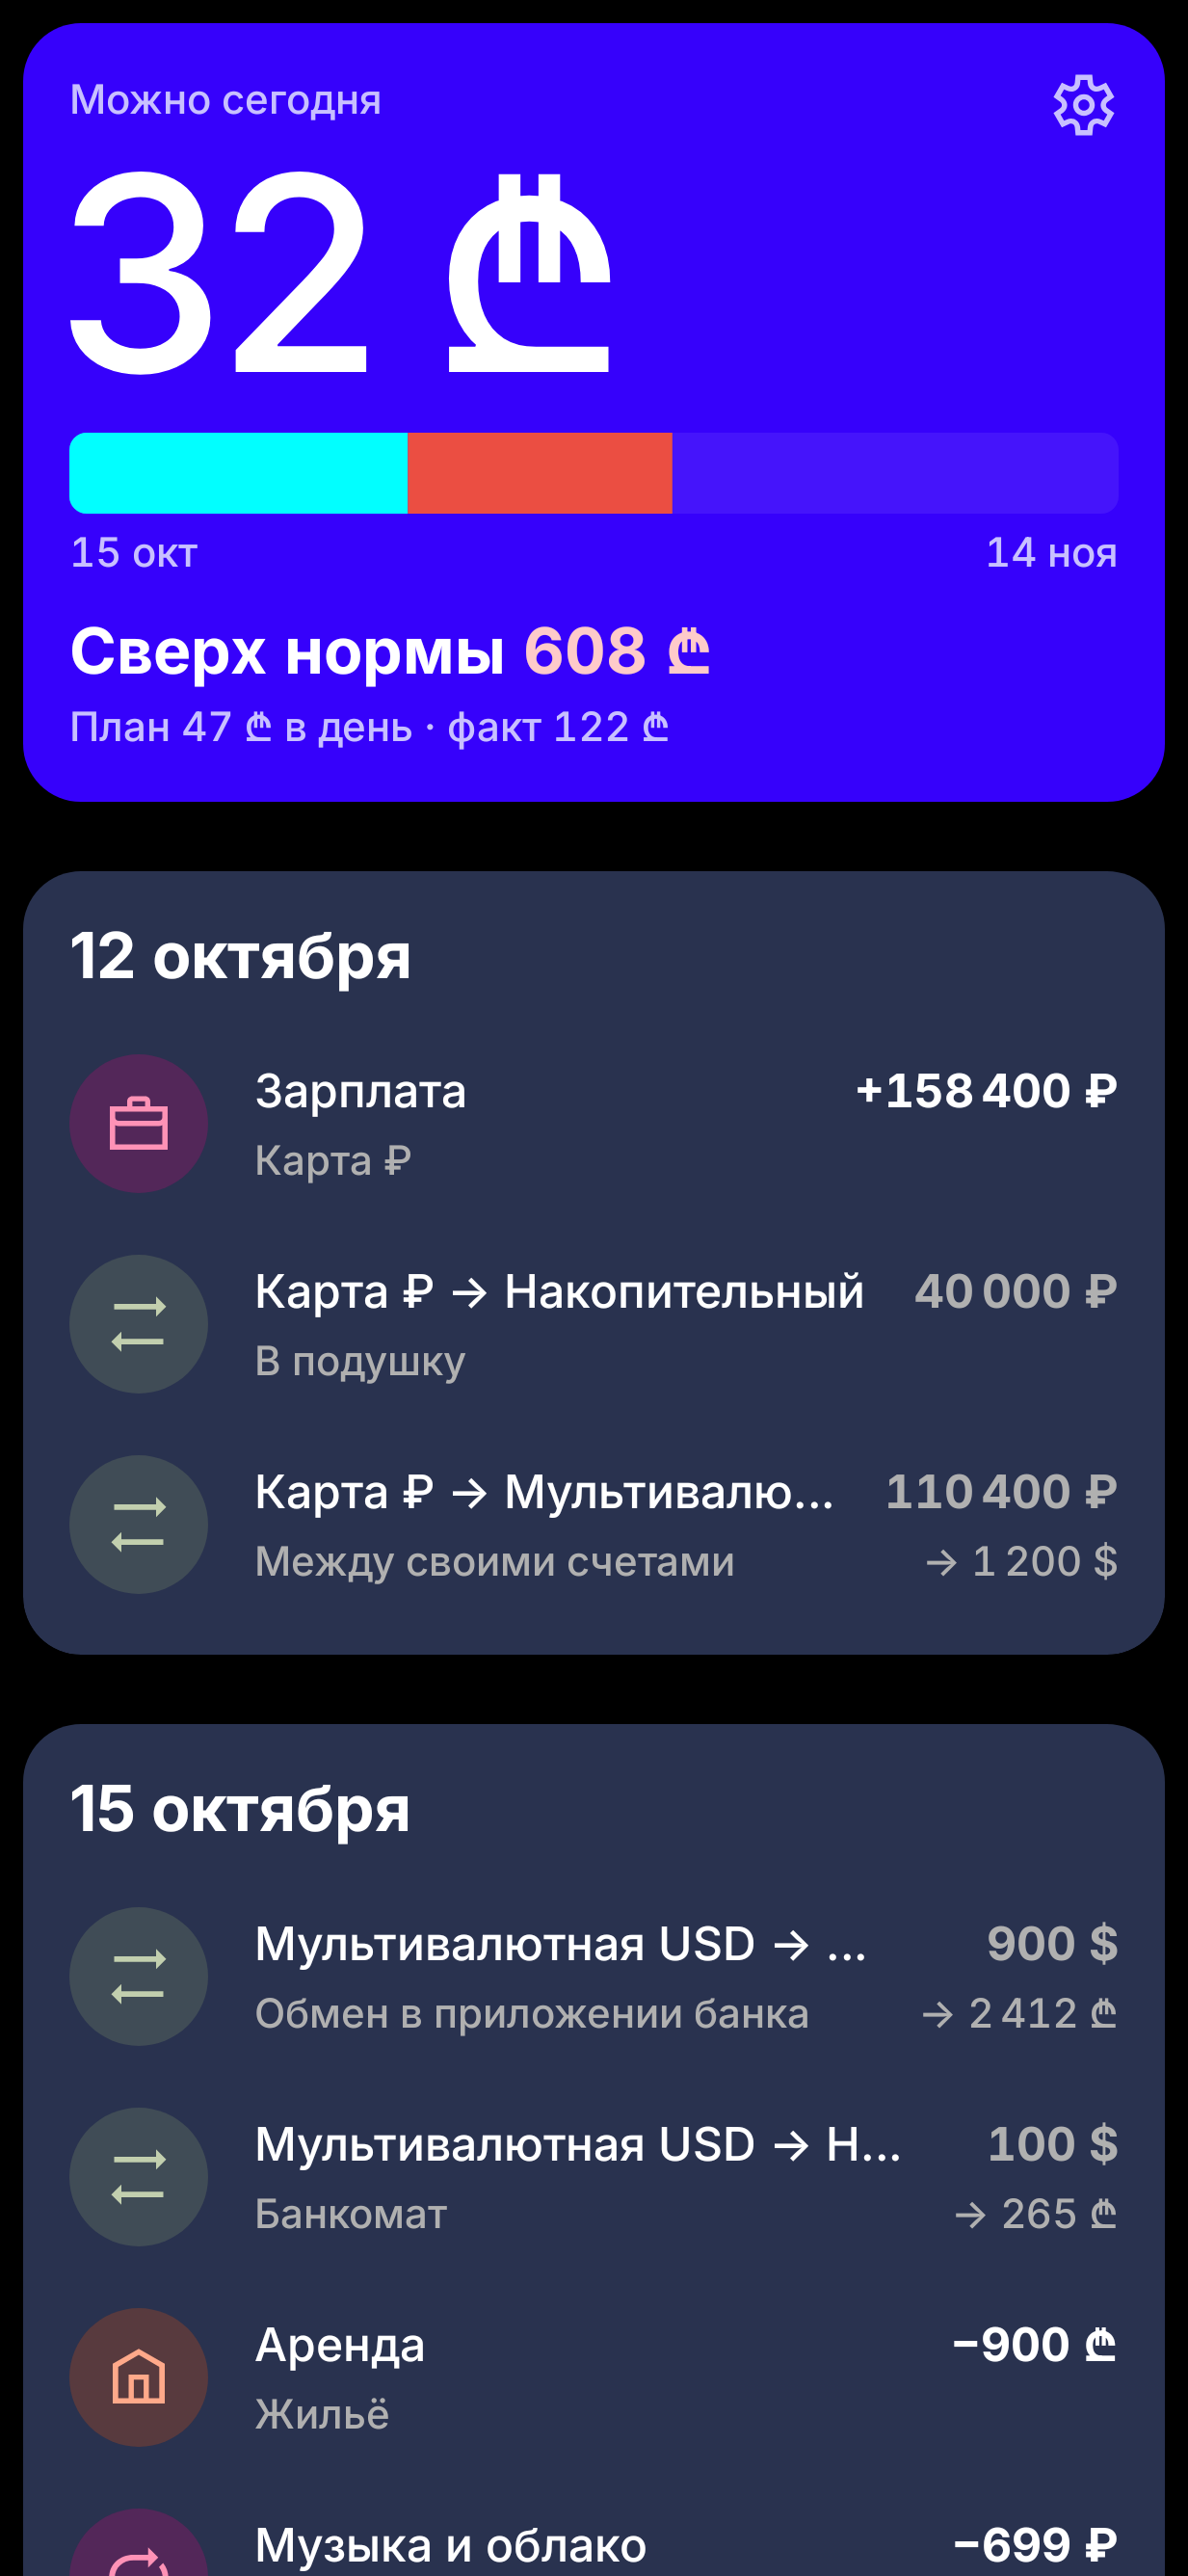 Можно сегодня
32 ₾
15 окт
14 ноя
Сверх нормы 608 ₾
План 47 ₾ в день · факт 122 ₾
12 октября
Зарплата
+158 400 ₽
Карта ₽
Карта ₽ → Накопительный
40 000 ₽
В подушку
Карта ₽ → Мультивалю...
110 400 ₽
Между своими счетами
→ 1 200 $
15 октября
Мультивалютная USD → ...
900 $
Обмен в приложении банка
→ 2 412 ₾
Мультивалютная USD → Н...
100 $
Банкомат
→ 265 ₾
Аренда
−900 ₾
Жильё
Музыка и облако
−699 ₽